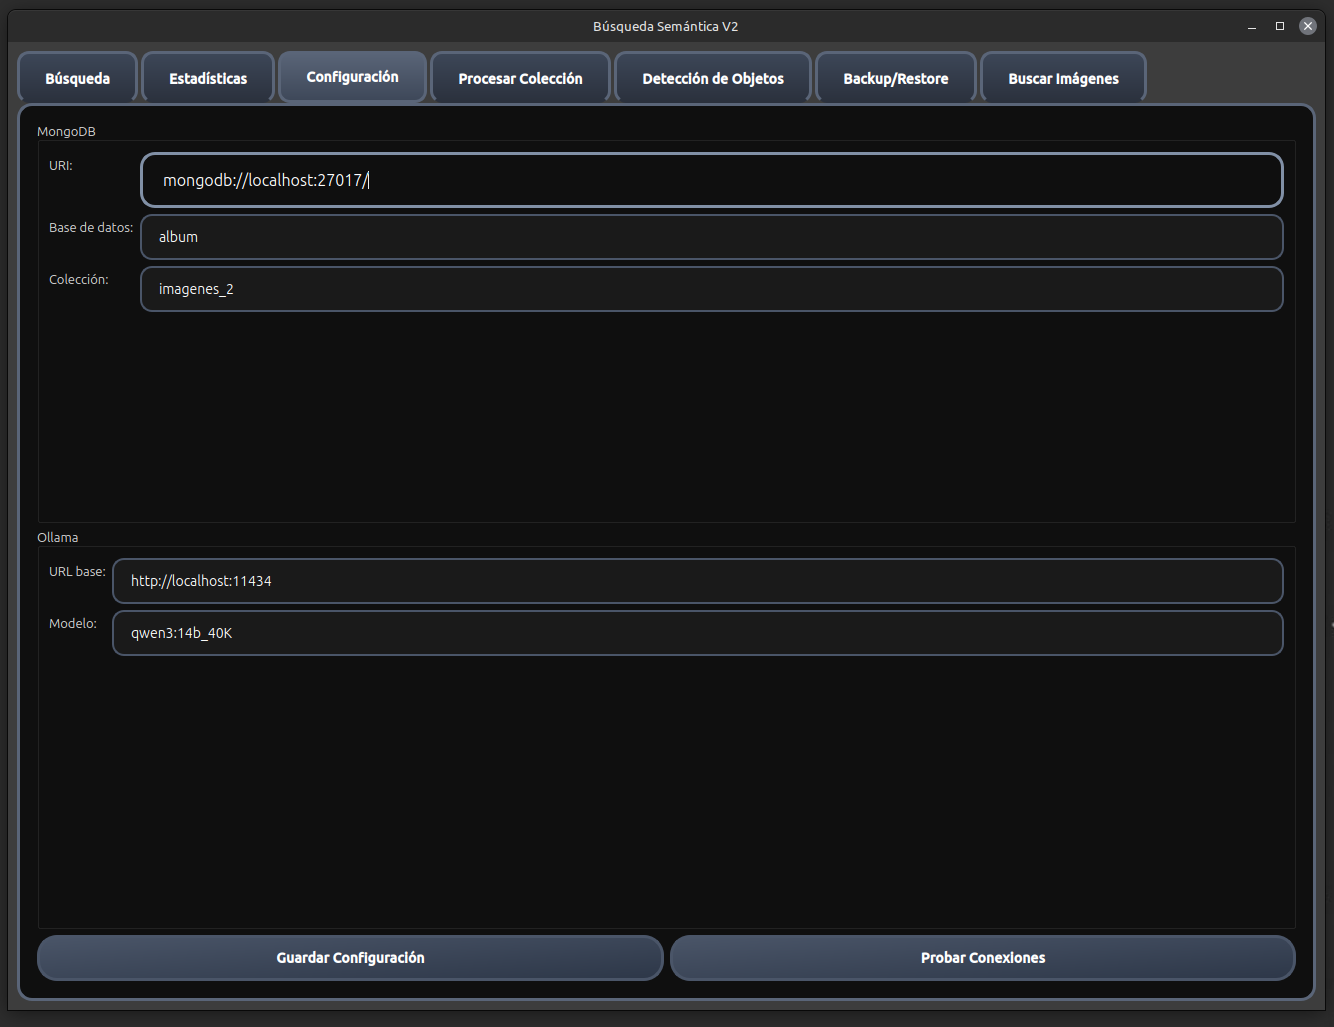 Búsqueda Semántica V2
Búsqueda
Estadísticas
Configuración
Procesar Colección
Detección de Objetos
Backup/Restore
Buscar Imágenes
MongoDB
URI:
mongodb://localhost:27017/
Base de datos:
album
Colección:
imagenes_2
Ollama
URL base:
http://localhost:11434
Modelo:
qwen3:14b_40K
Guardar Configuración
Probar Conexiones